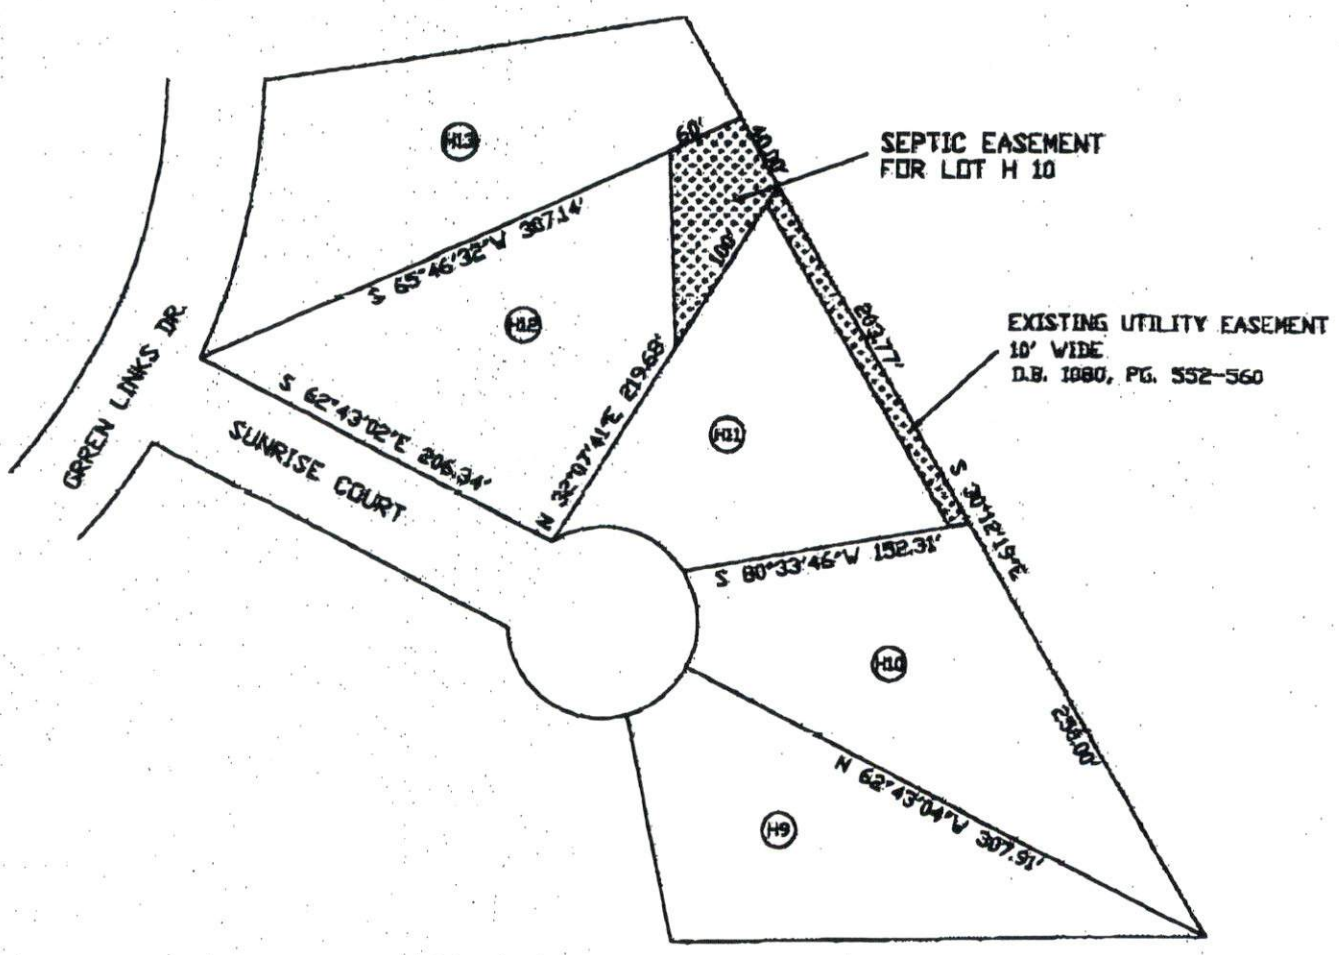 H13
60'
40.00'
SEPTIC EASEMENT
FOR LOT H 10
100'
S 65°46'32"W 307.14'
H12
N 32°07'41"E 219.68'
203.77'
EXISTING UTILITY EASEMENT
10' WIDE
D.B. 1080, PG. 552-560
GRREN LINKS DR.
S 62°43'02"E 206.34'
SUNRISE COURT
H11
S 30°12'19"E
S 80°33'46"W 152.31'
H10
256.00'
N 62°43'04"W 307.91'
H9